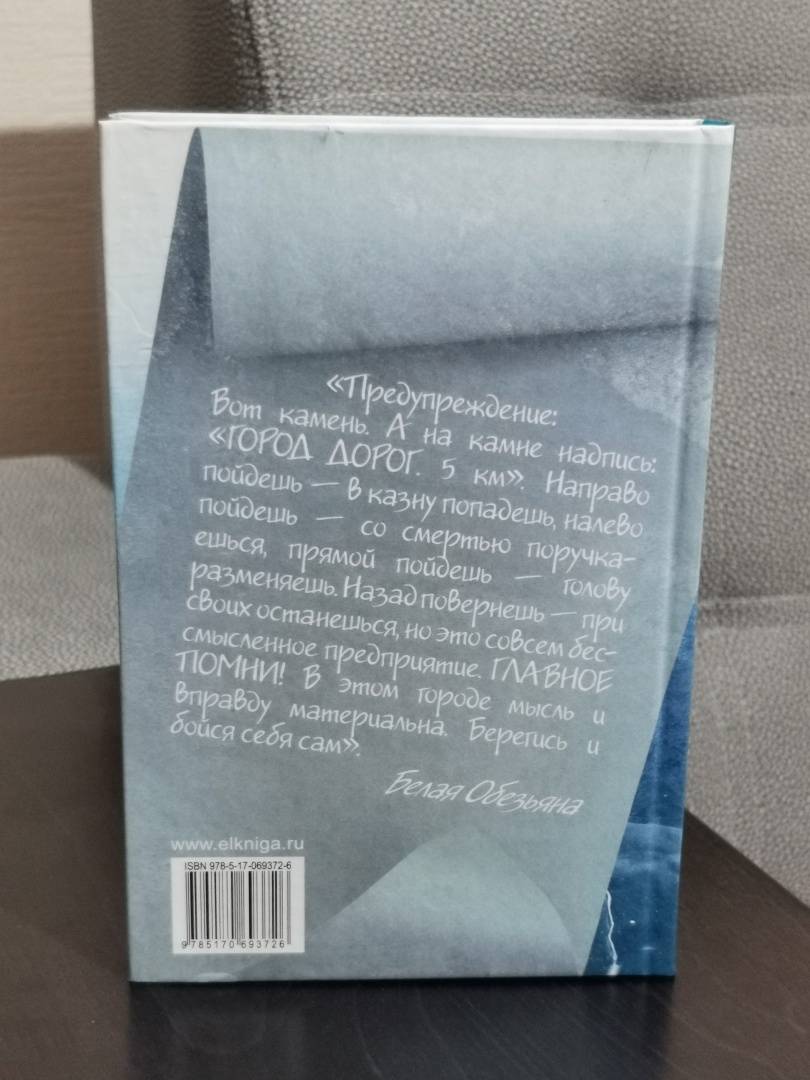 «Предупреждение:
Вот камень. А на камне надпись:
«ГОРОД ДОРОГ. 5 км». Направо
пойдешь — в казну попадешь, налево
пойдешь — со смертью поручка-
ешься, прямой пойдешь — голову
разменяешь. Назад повернешь — при
своих останешься, но это совсем бес-
смысленное предприятие. ГЛАВНОЕ
ПОМНИ! В этом городе мысль и
вправду материальна. Берегись и
бойся себя сам».
Белая Обезьяна
www.elkniga.ru
ISBN 978-5-17-069372-6
9 785170 693726